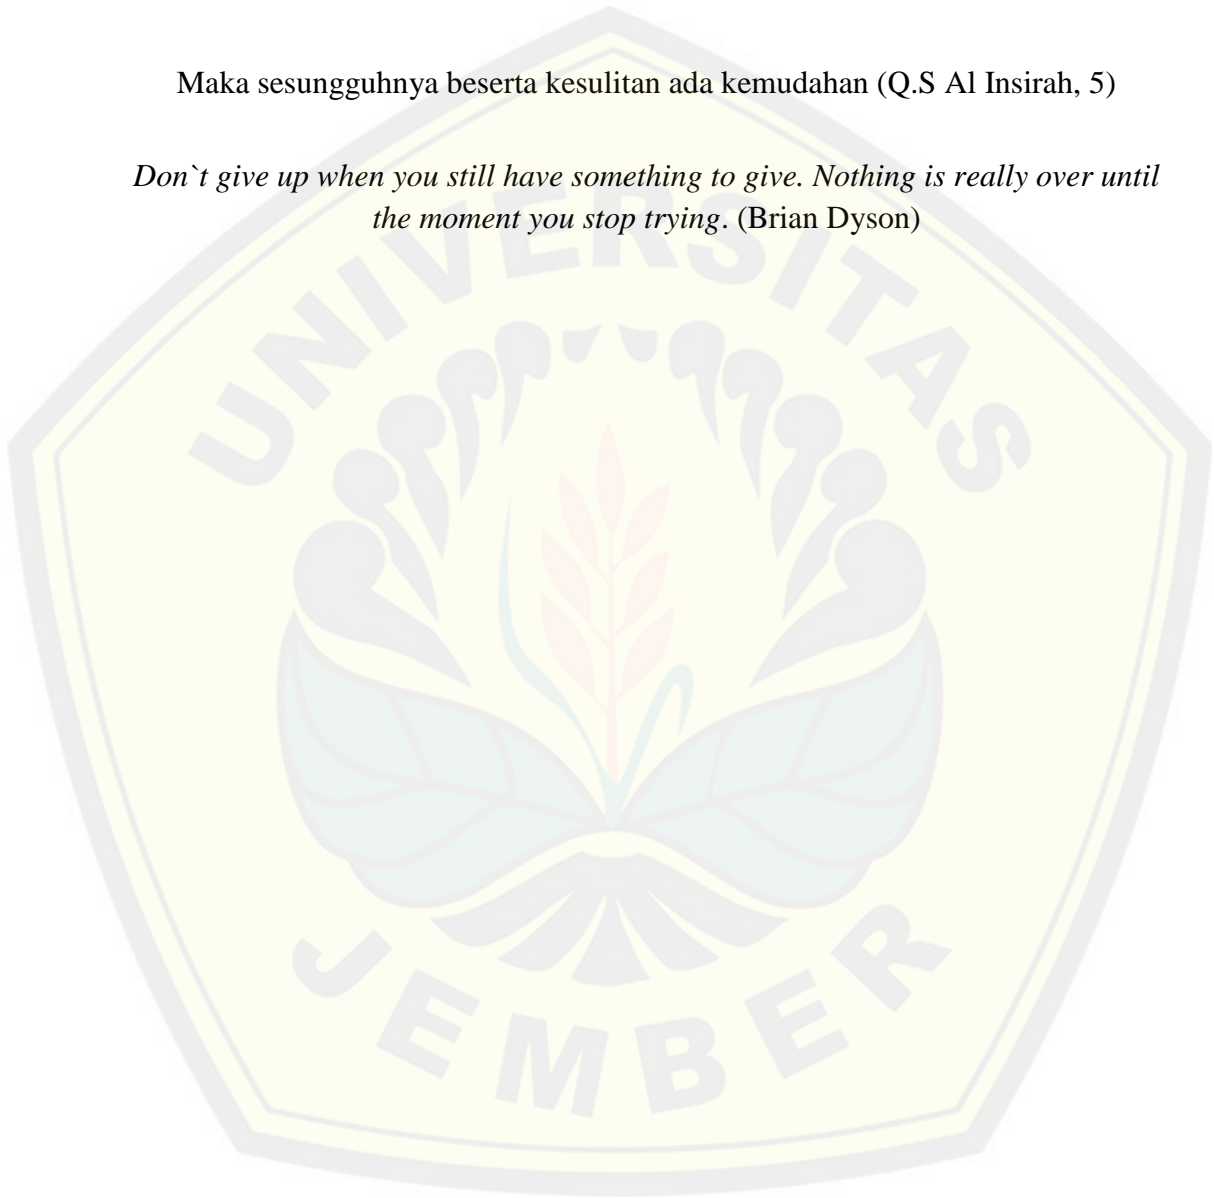 Maka sesungguhnya beserta kesulitan ada kemudahan (Q.S Al Insirah, 5)
Don`t give up when you still have something to give. Nothing is really over until
the moment you stop trying. (Brian Dyson)
UNIVERSITAS
JEMBER